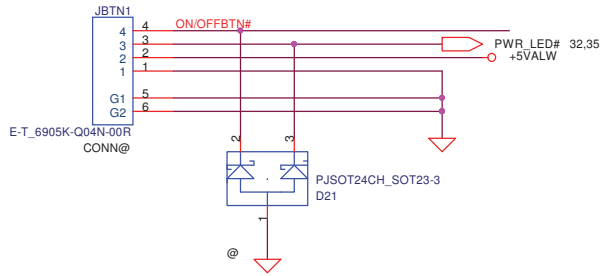 JBTN1
4 4 ON/OFFBTN#
3 3 PWR_LED# 32,35
2 2 +5VALW
1 1
G1 5
G2 6
E-T_6905K-Q04N-00R
CONN@
2 3
PJSOT24CH_SOT23-3
D21
1
@